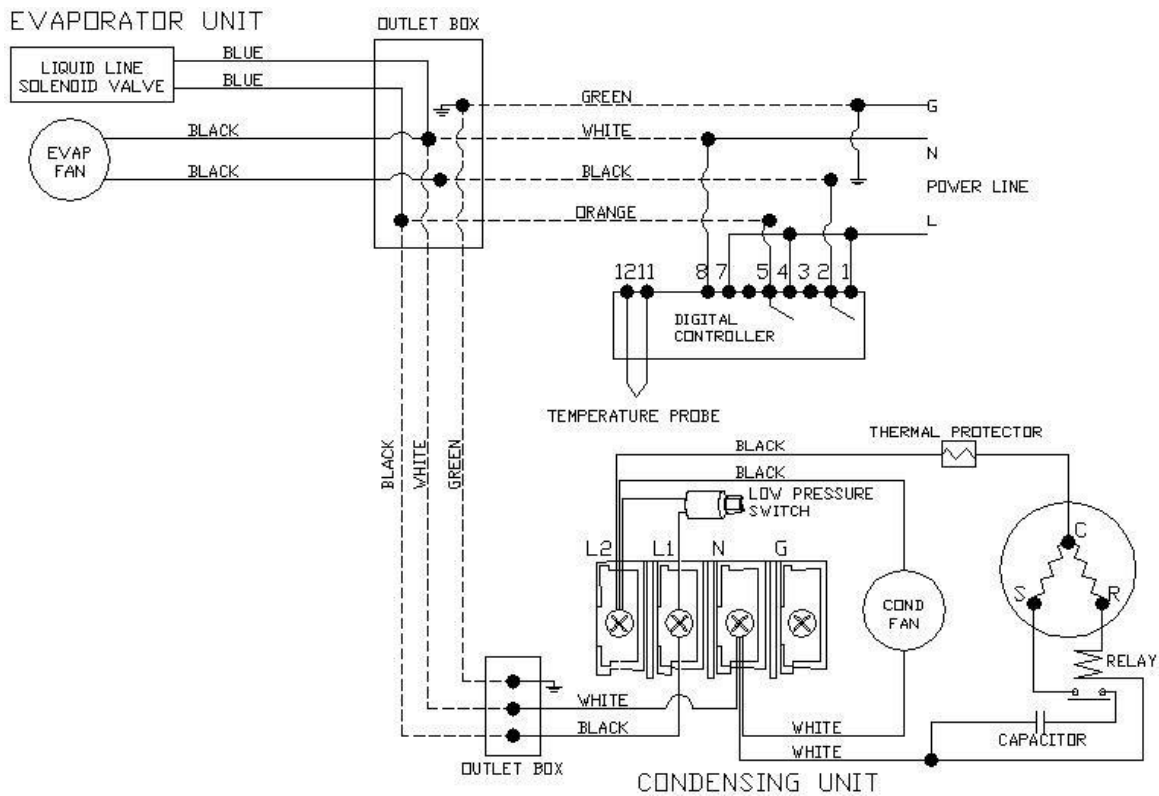 EVAPORATOR UNIT
OUTLET BOX
LIQUID LINE
SOLENOID VALVE
BLUE
BLUE
EVAP
FAN
BLACK
BLACK
GREEN
WHITE
BLACK
ORANGE
G
N
POWER LINE
L
12 11 8 7 5 4 3 2 1
DIGITAL
CONTROLLER
TEMPERATURE PROBE
BLACK
WHITE
GREEN
BLACK
THERMAL PROTECTOR
BLACK
LOW PRESSURE
SWITCH
L2 L1 N G
COND
FAN
C
S
R
RELAY
CAPACITOR
WHITE
BLACK
WHITE
WHITE
OUTLET BOX
CONDENSING UNIT